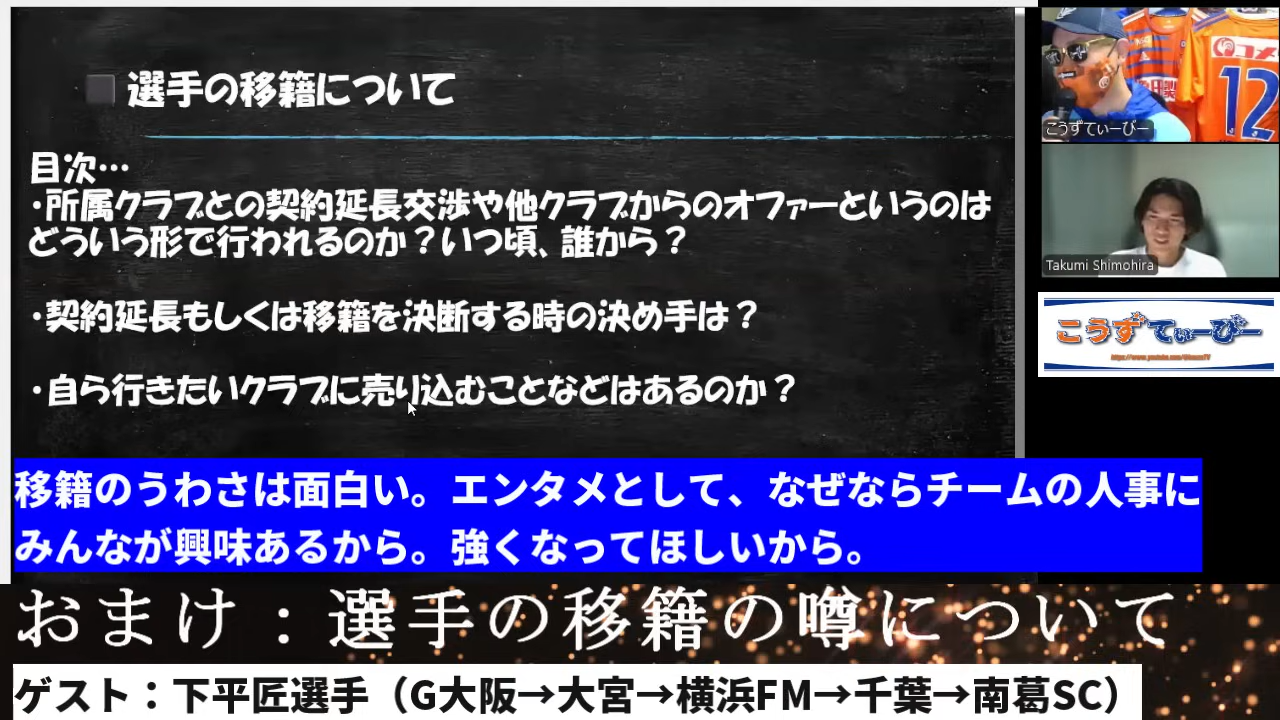 選手の移籍について
目次…
・所属クラブとの契約延長交渉や他クラブからのオファーというのは
どういう形で行われるのか？いつ頃、誰から？
・契約延長もしくは移籍を決断する時の決め手は？
・自ら行きたいクラブに売り込むことなどはあるのか？
移籍のうわさは面白い。エンタメとして、なぜならチームの人事に
みんなが興味あるから。強くなってほしいから。
おまけ：選手の移籍の噂について
ゲスト：下平匠選手（G大阪→大宮→横浜FM→千葉→南葛SC）
コメ
12
こうずてぃーびー
Takumi Shimohira
こうずてぃーびー